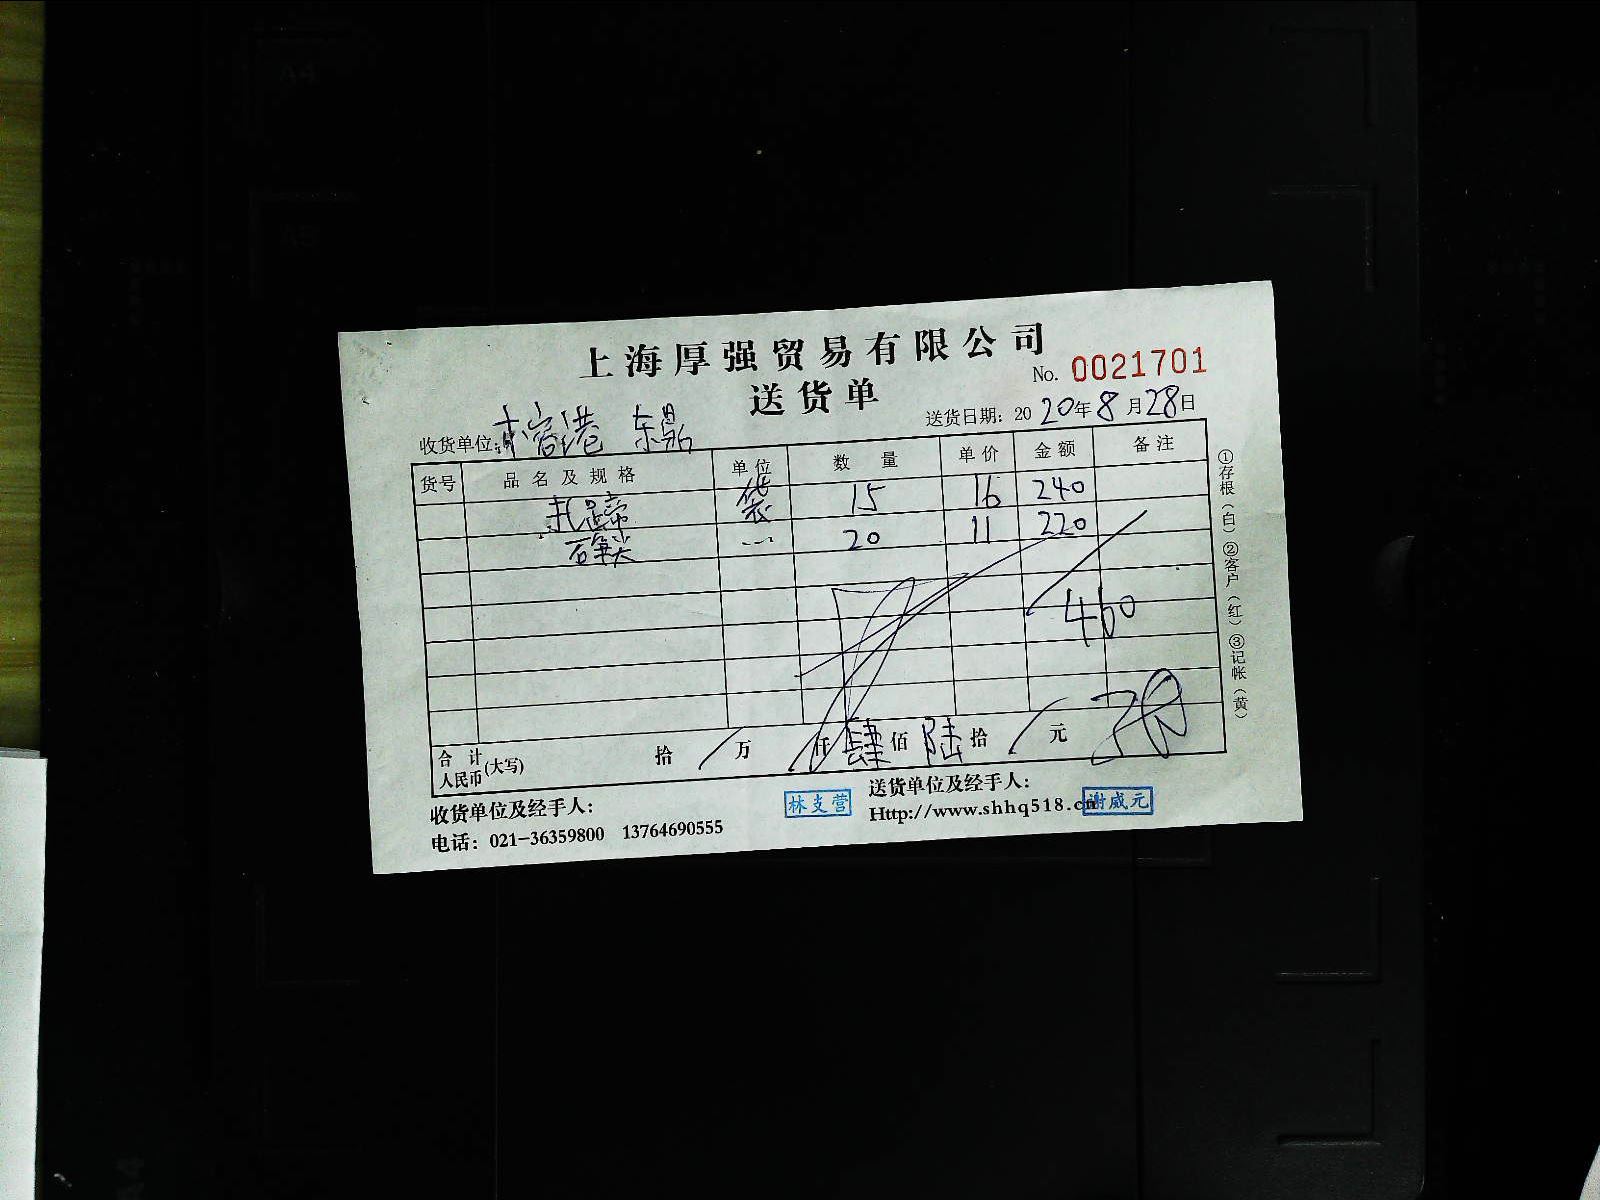 上海厚强贸易有限公司
No. 0021701
送货单
送货日期: 2020年8月28日
收货单位: 榕港 东晶
货号 品名及规格 单位 数量 单价 金额 备注
袋 15 16 240
20 11 220
460
合计人民币(大写) 拾 万 仟 肆佰 陆拾 元
①存根(白)②客户(红)③记帐(黄)
收货单位及经手人: 林支营 送货单位及经手人: 谢威元
电话: 021-36359800 13764690555 Http://www.shhq518.cn
A4
A5